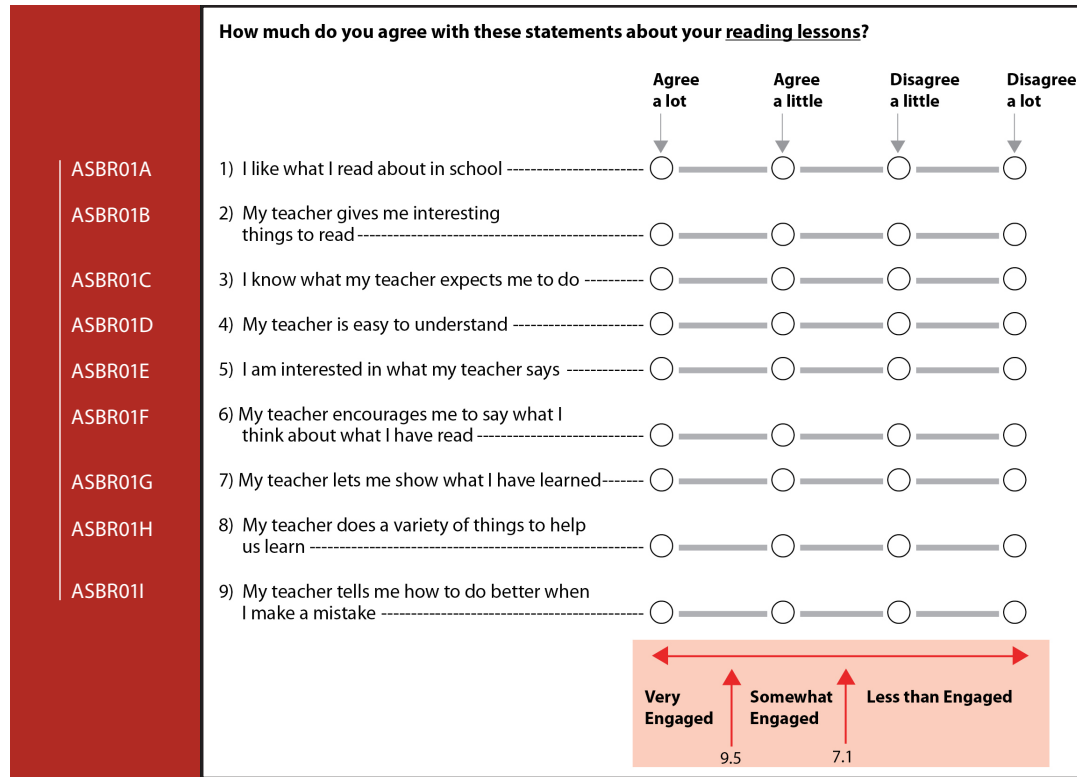 How much do you agree with these statements about your reading lessons?
Agree a lot
Agree a little
Disagree a little
Disagree a lot
ASBR01A
1) I like what I read about in school
ASBR01B
2) My teacher gives me interesting
things to read
ASBR01C
3) I know what my teacher expects me to do
ASBR01D
4) My teacher is easy to understand
ASBR01E
5) I am interested in what my teacher says
ASBR01F
6) My teacher encourages me to say what I
think about what I have read
ASBR01G
7) My teacher lets me show what I have learned
ASBR01H
8) My teacher does a variety of things to help
us learn
ASBR01I
9) My teacher tells me how to do better when
I make a mistake
Very
Engaged
Somewhat
Engaged
Less than Engaged
9.5
7.1